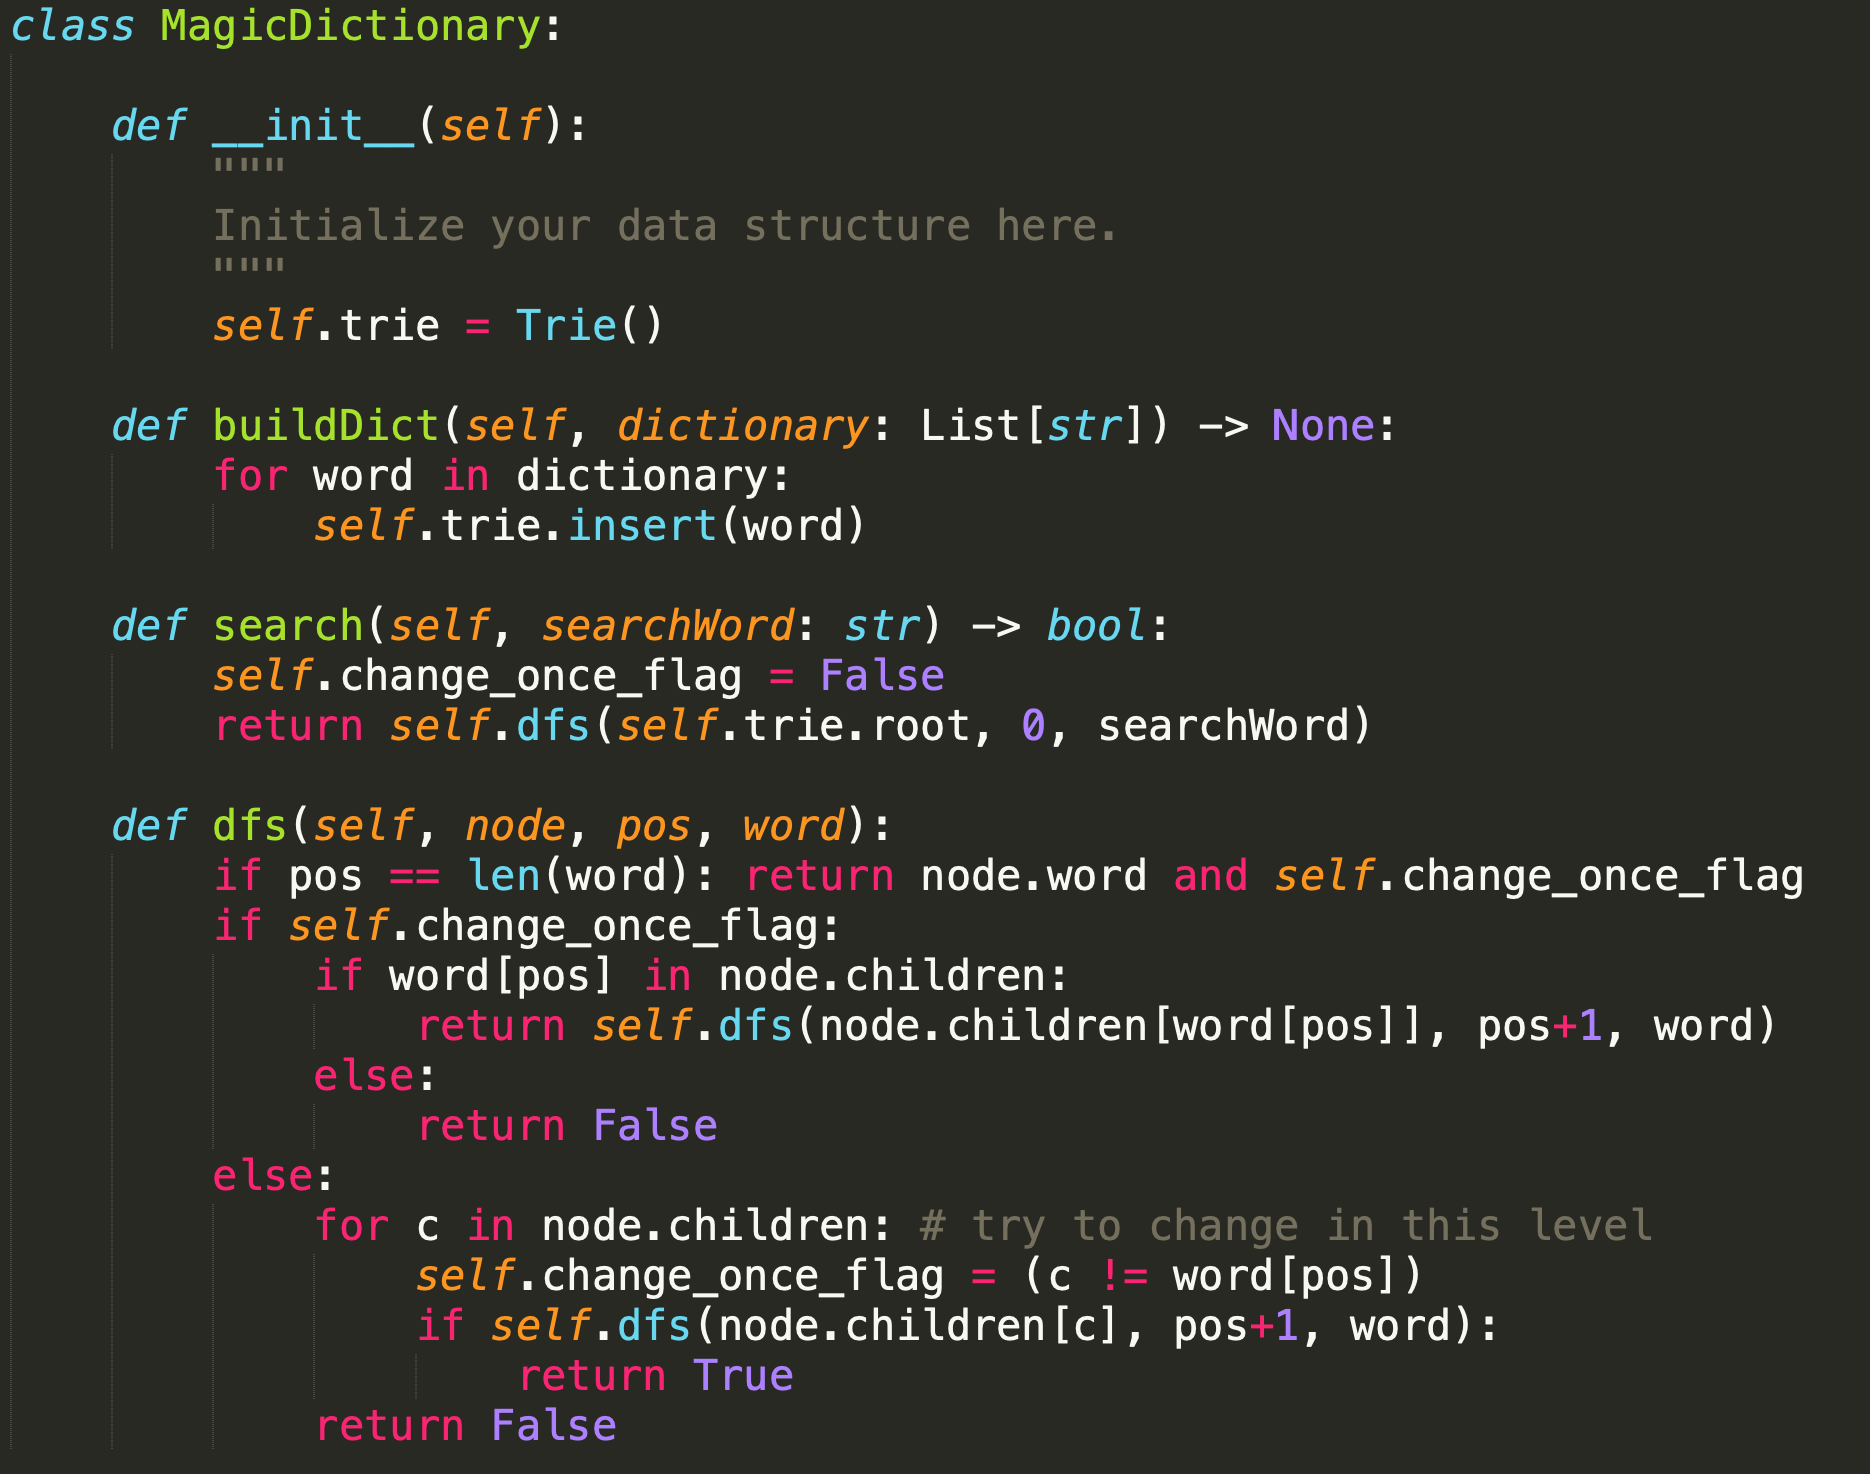 class MagicDictionary:
    def __init__(self):
        """
        Initialize your data structure here.
        """
        self.trie = Trie()
    def buildDict(self, dictionary: List[str]) -> None:
        for word in dictionary:
            self.trie.insert(word)
    def search(self, searchWord: str) -> bool:
        self.change_once_flag = False
        return self.dfs(self.trie.root, 0, searchWord)
    def dfs(self, node, pos, word):
        if pos == len(word): return node.word and self.change_once_flag
        if self.change_once_flag:
            if word[pos] in node.children:
                return self.dfs(node.children[word[pos]], pos+1, word)
            else:
                return False
        else:
            for c in node.children: # try to change in this level
                self.change_once_flag = (c != word[pos])
                if self.dfs(node.children[c], pos+1, word):
                    return True
            return False